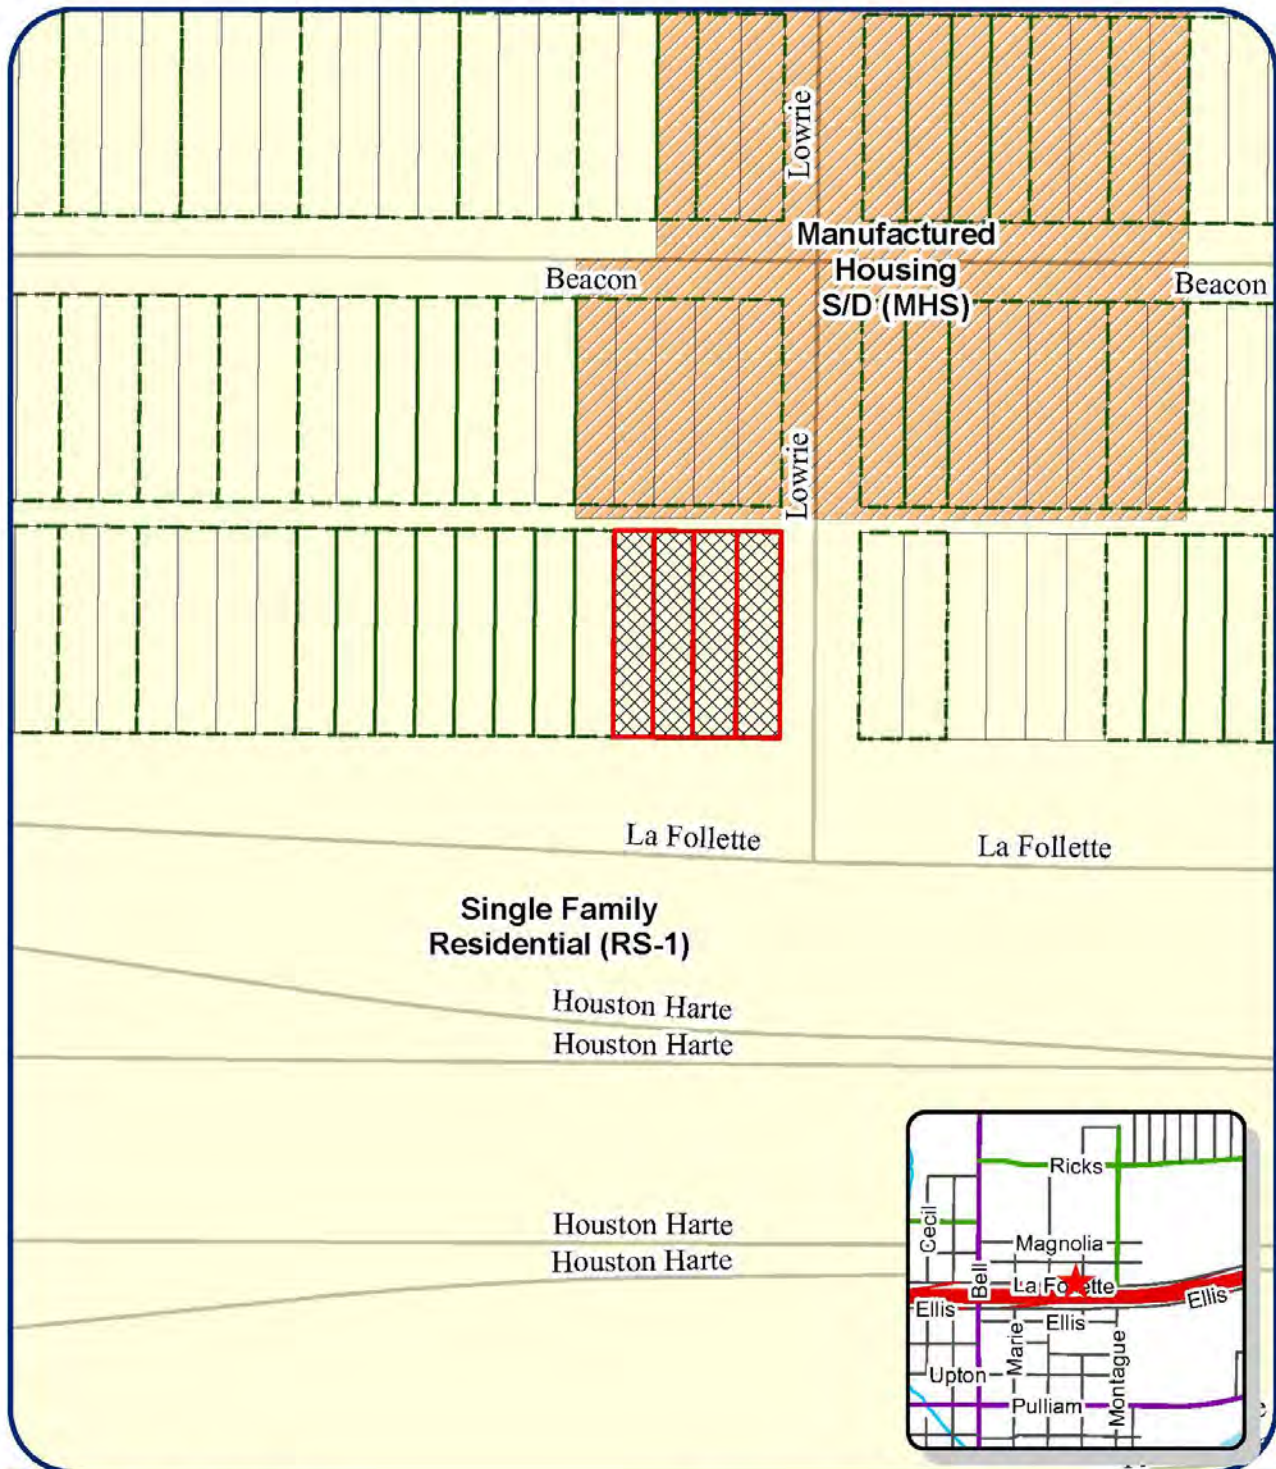 Lowrie
Manufactured
Housing
S/D (MHS)
Beacon
Beacon
Lowrie
La Follette
La Follette
Single Family
Residential (RS-1)
Houston Harte
Houston Harte
Houston Harte
Houston Harte
Ricks
Cecil
Magnolia
Bell
Ellis
Ellis
Ellis
Marie
Montague
Upton
Pulliam